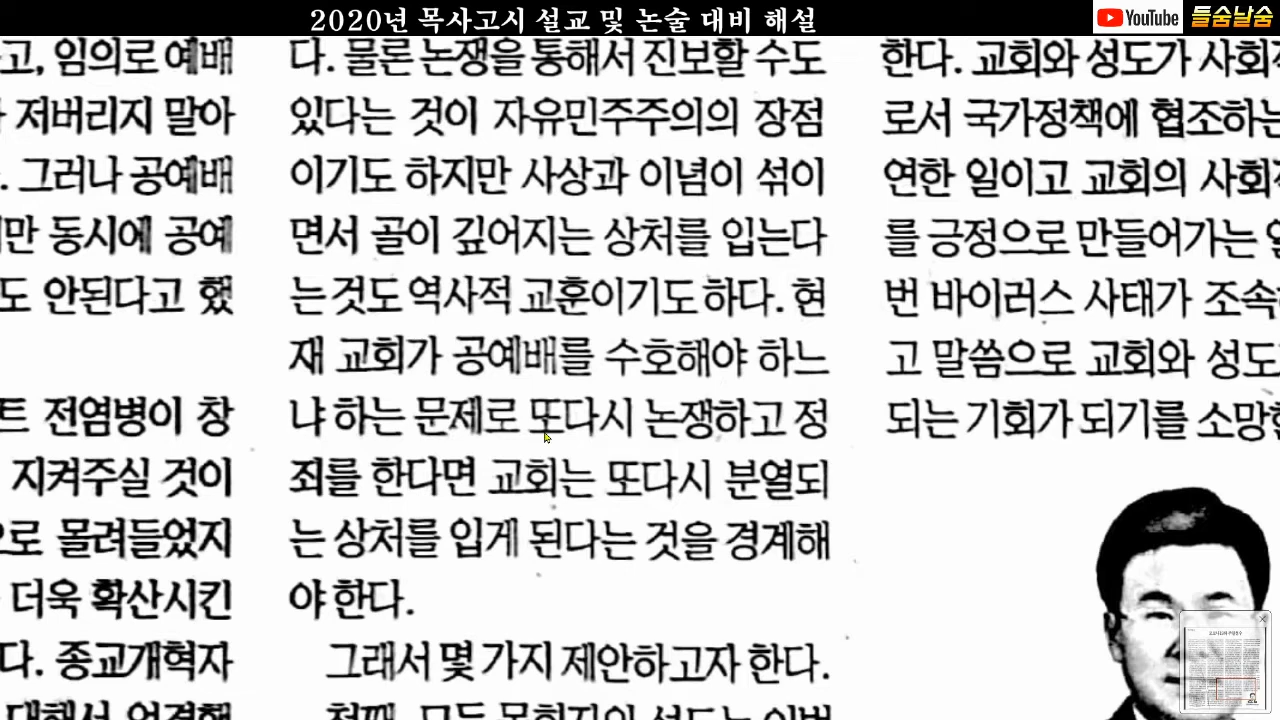 2020년 목사고시 설교 및 논술 대비 해설
YouTube 들숨날숨
고, 임의로 예배
저버리지 말아
. 그러나 공예배
만 동시에 공예
도 안된다고 했
트 전염병이 창
지켜주실 것이
으로 몰려들었지
더욱 확산시킨
다. 종교개혁자
대해서 엄격해
다. 물론 논쟁을 통해서 진보할 수도
있다는 것이 자유민주주의의 장점
이기도 하지만 사상과 이념이 섞이
면서 골이 깊어지는 상처를 입는다
는 것도 역사적 교훈이기도 하다. 현
재 교회가 공예배를 수호해야 하느
냐 하는 문제로 또다시 논쟁하고 정
죄를 한다면 교회는 또다시 분열되
는 상처를 입게 된다는 것을 경계해
야 한다.
그래서 몇 가 제안하고자 한다.
첫째, 모든
한다. 교회와 성도가 사회
로서 국가정책에 협조하는
연한 일이고 교회의 사회
를 긍정으로 만들어가는
번 바이러스 사태가 조속
고 말씀으로 교회와 성도
되는 기회가 되기를 소망한